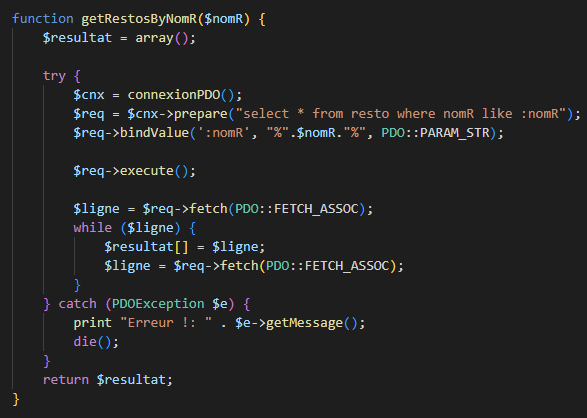 function getRestosByNomR($nomR) {
    $resultat = array();

    try {
        $cnx = connexionPDO();
        $req = $cnx->prepare("select * from resto where nomR like :nomR");
        $req->bindValue(':nomR', "%".$nomR."%", PDO::PARAM_STR);

        $req->execute();

        $ligne = $req->fetch(PDO::FETCH_ASSOC);
        while ($ligne) {
            $resultat[] = $ligne;
            $ligne = $req->fetch(PDO::FETCH_ASSOC);
        }
    } catch (PDOException $e) {
        print "Erreur !: " . $e->getMessage();
        die();
    }
    return $resultat;
}